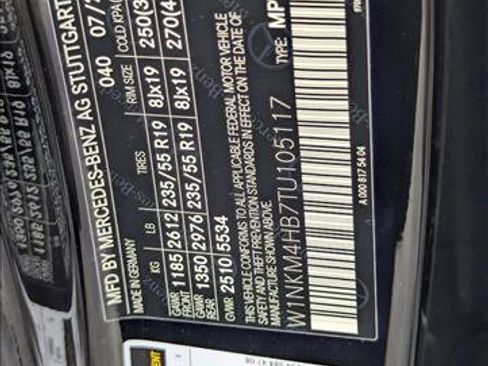 MFD BY MERCEDES-BENZ AG STUTTGART
MADE IN GERMANY 040 07/
KG LB TIRES RIM SIZE COLD KPA(
GAWR FRONT 1185 2612 235/55 R19 8Jx19 250(3
GAWR REAR 1350 2976 235/55 R19 8Jx19 270(4
GVWR 2510 5534
THIS VEHICLE CONFORMS TO ALL APPLICABLE FEDERAL MOTOR VEHICLE
SAFETY AND THEFT PREVENTION STANDARDS IN EFFECT ON THE DATE OF
MANUFACTURE SHOWN ABOVE.
W1NKM4HB7TU105117 TYPE: MP
A 000 817 54 04